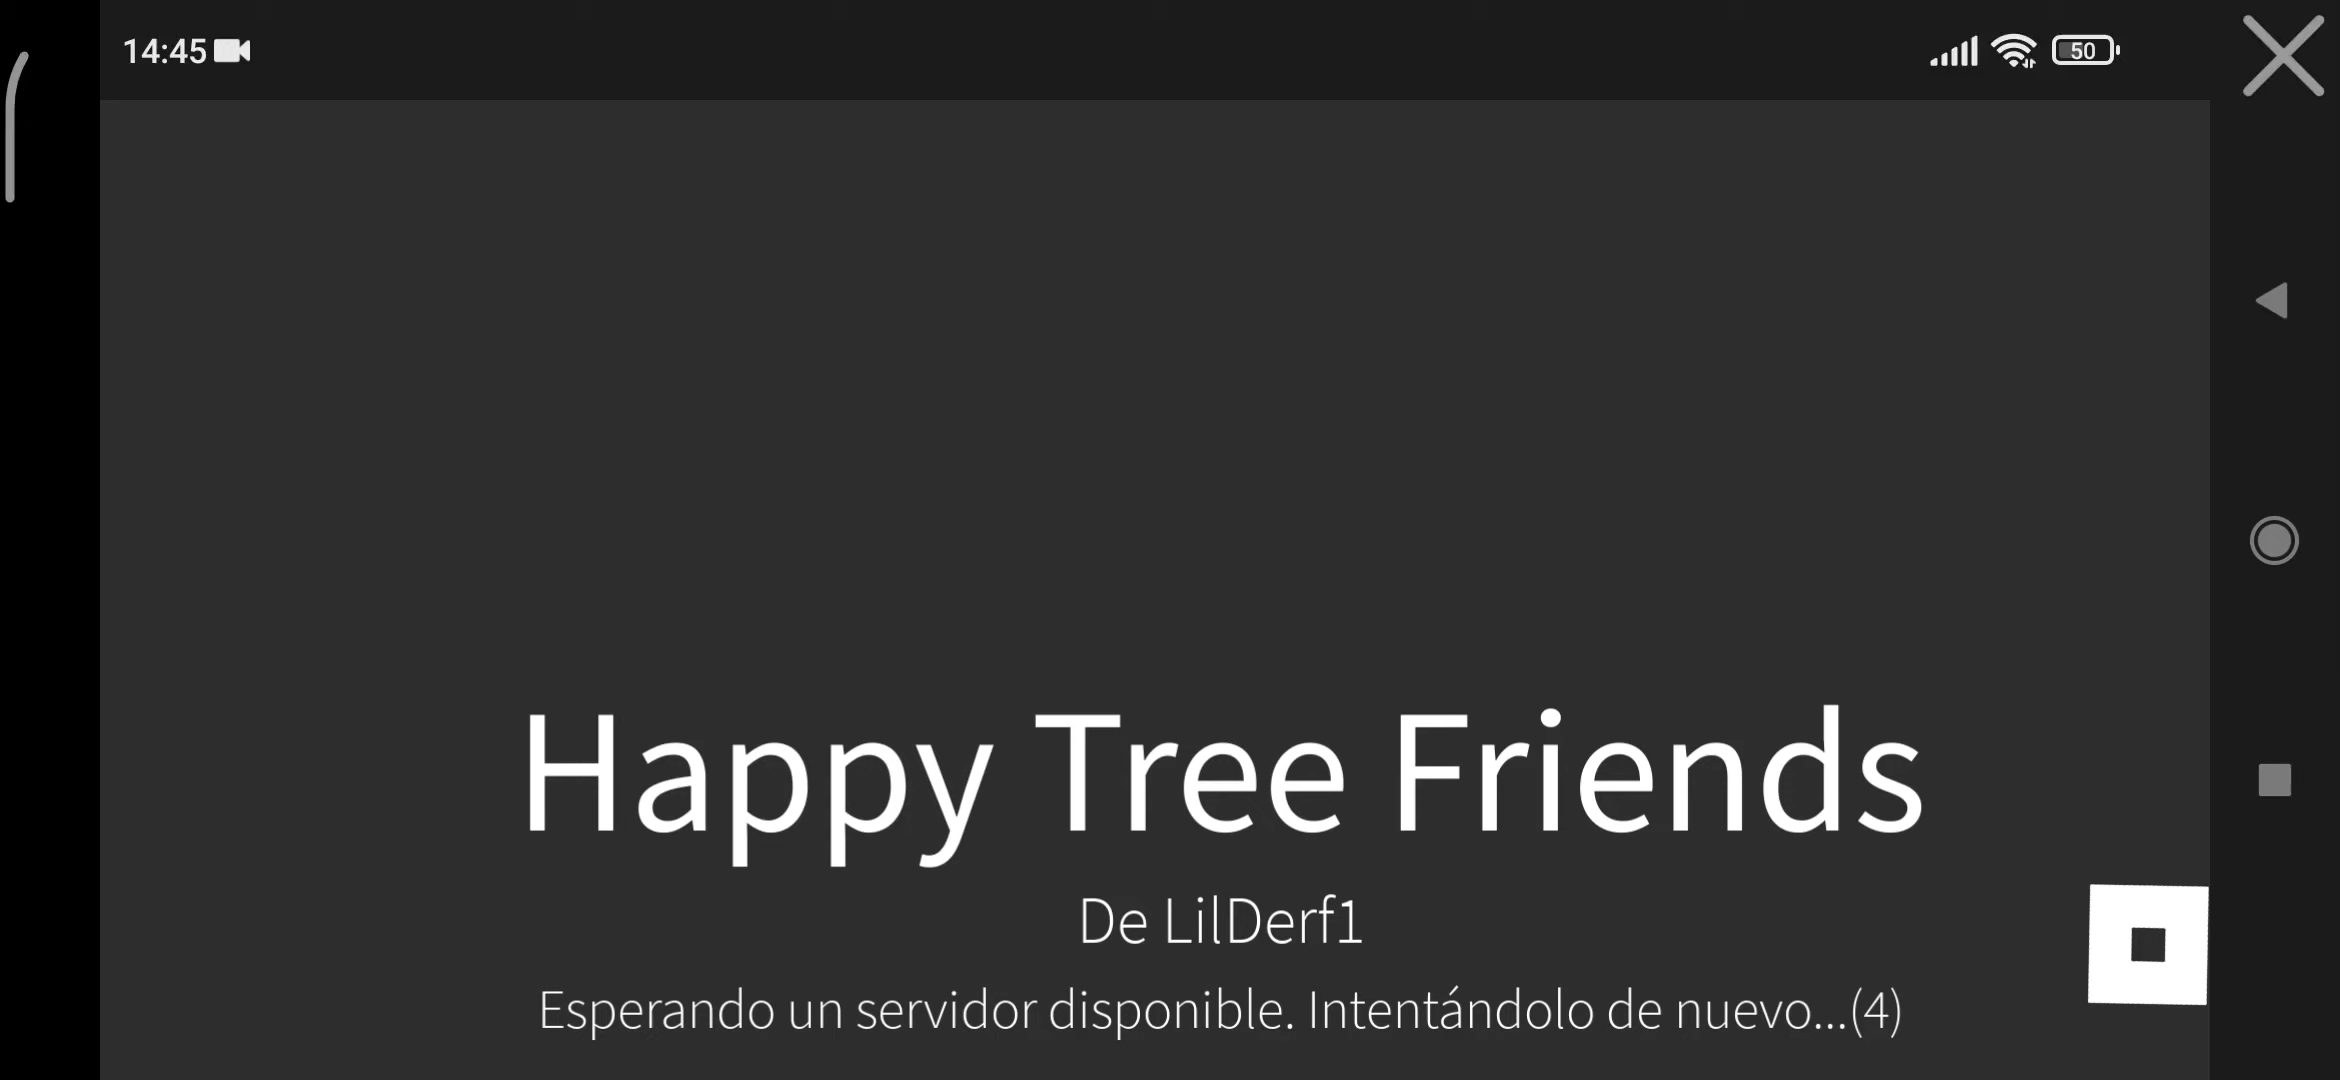 14:45
50
Happy Tree Friends
De LilDerf1
Esperando un servidor disponible. Intentándolo de nuevo...(4)